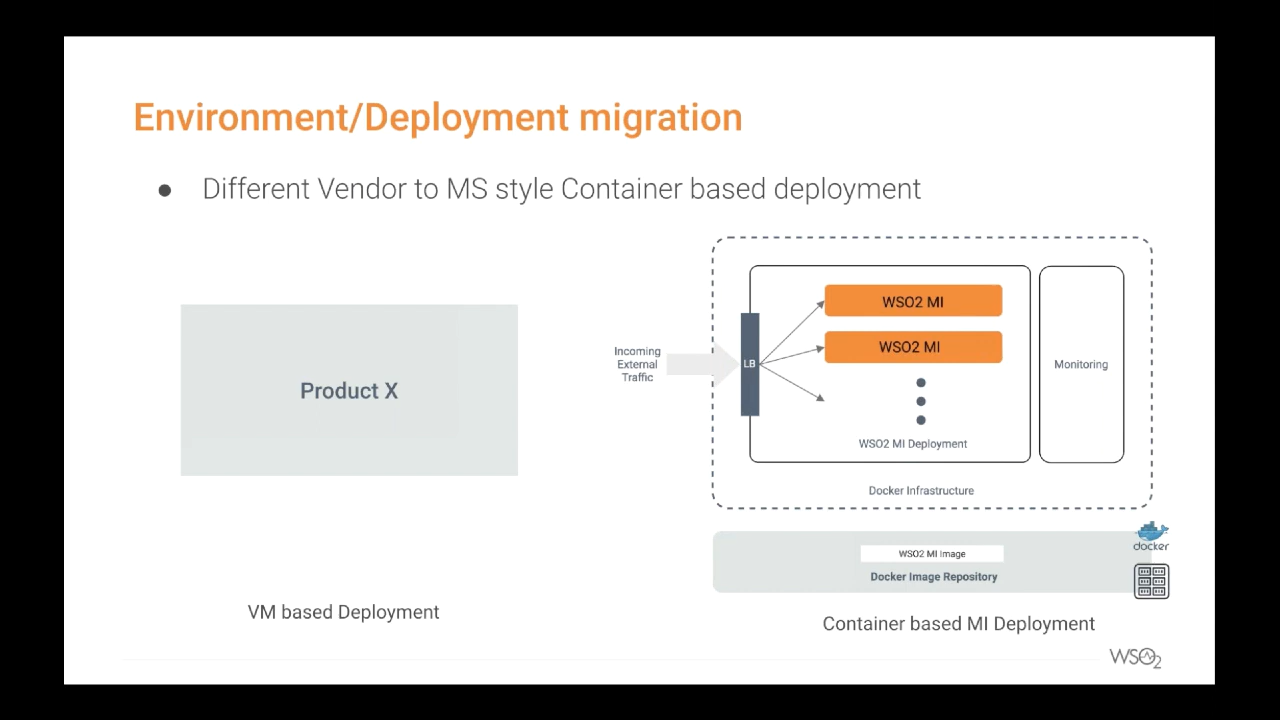 Environment/Deployment migration
● Different Vendor to MS style Container based deployment
Product X
VM based Deployment
Incoming
External
Traffic
LB
WSO2 MI
WSO2 MI
WSO2 MI Deployment
Monitoring
Docker Infrastructure
WSO2 MI Image
Docker Image Repository
docker
Container based MI Deployment
WSO2